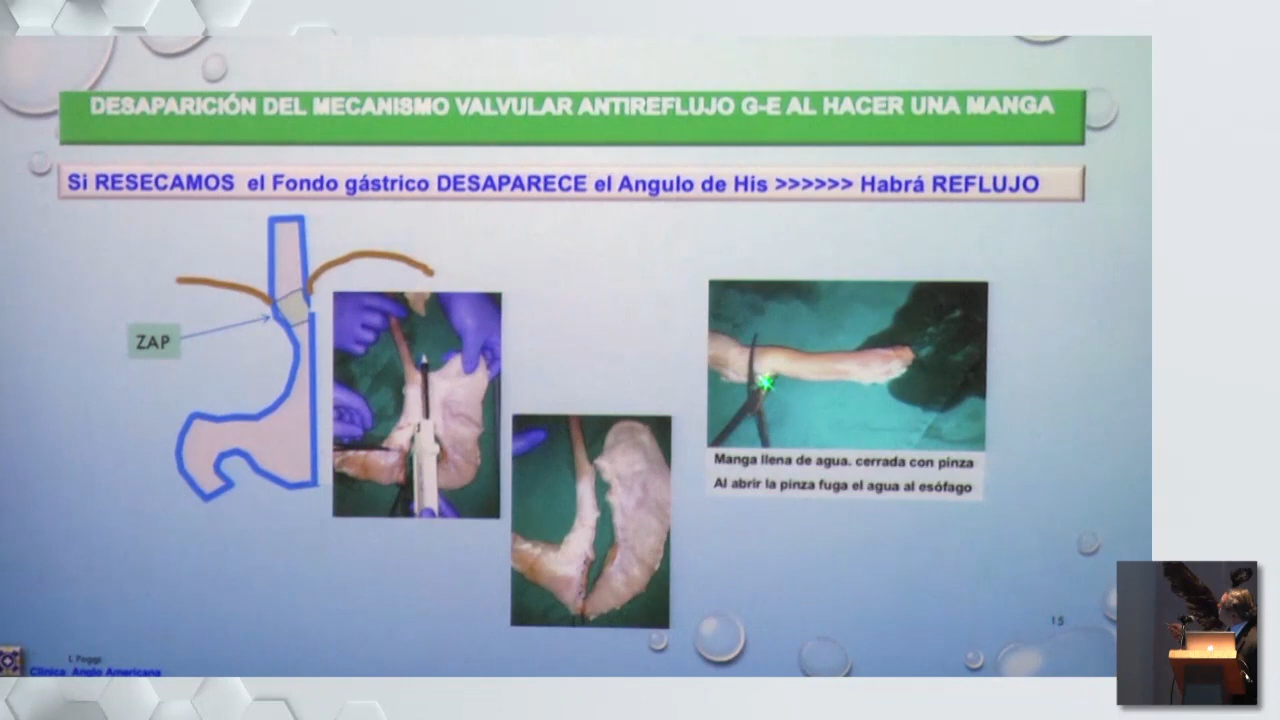 DESAPARICIÓN DEL MECANISMO VALVULAR ANTIREFLUJO G-E AL HACER UNA MANGA
Si RESECAMOS el Fondo gástrico DESAPARECE el Angulo de His >>>>>> Habrá REFLUJO
ZAP
Manga llena de agua. cerrada con pinza
Al abrir la pinza fuga el agua al esófago
15
L Poggi
Clínica Anglo Americana